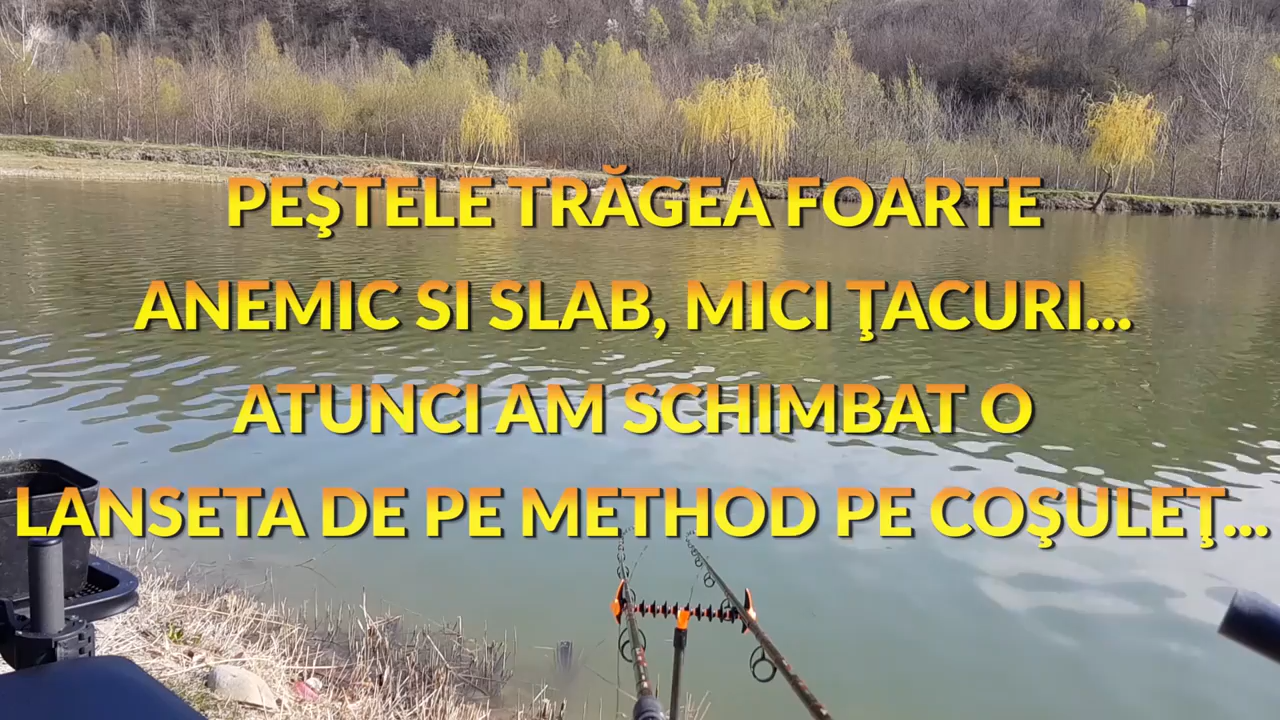 PEŞTELE TRĂGEA FOARTE
ANEMIC SI SLAB, MICI ŢACURI...
ATUNCI AM SCHIMBAT O
LANSETA DE PE METHOD PE COŞULEŢ...